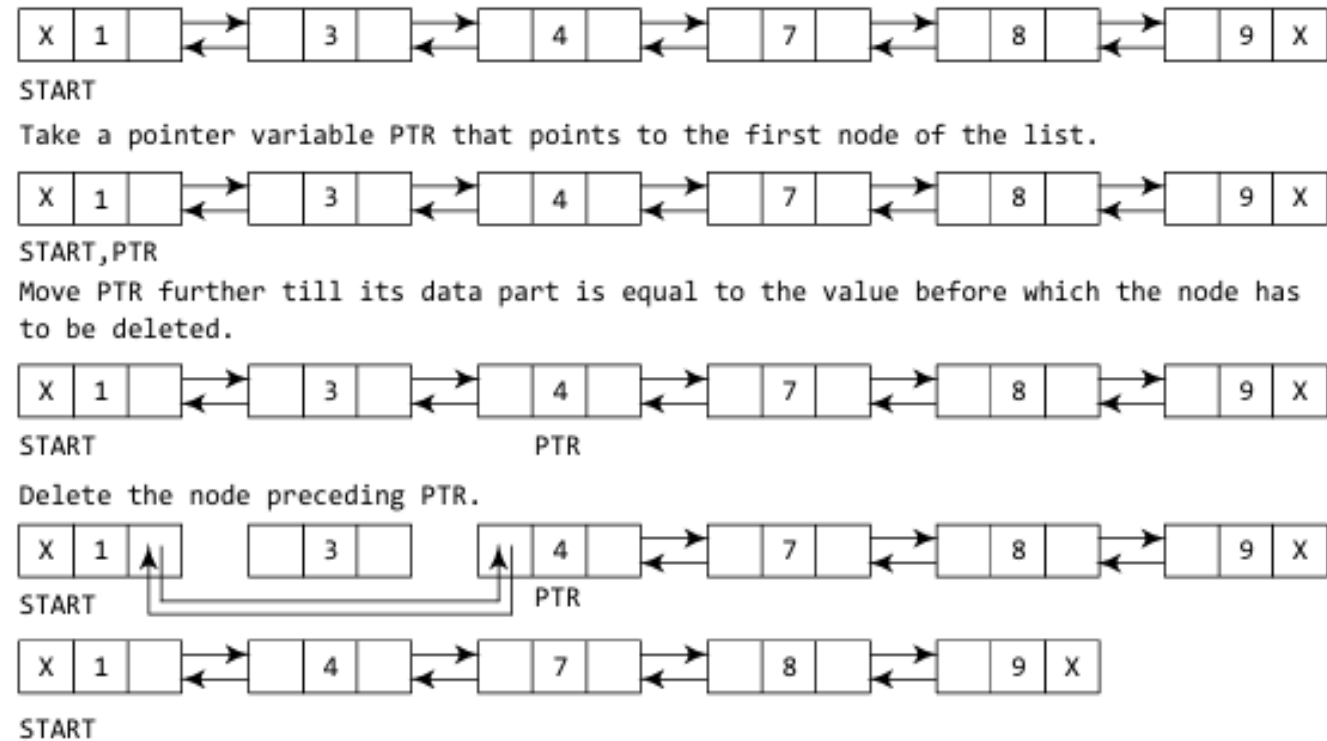 X 1 3 4 7 8 9 X
START
Take a pointer variable PTR that points to the first node of the list.
X 1 3 4 7 8 9 X
START,PTR
Move PTR further till its data part is equal to the value before which the node has
to be deleted.
X 1 3 4 7 8 9 X
START PTR
Delete the node preceding PTR.
X 1 3 4 7 8 9 X
START PTR
X 1 4 7 8 9 X
START